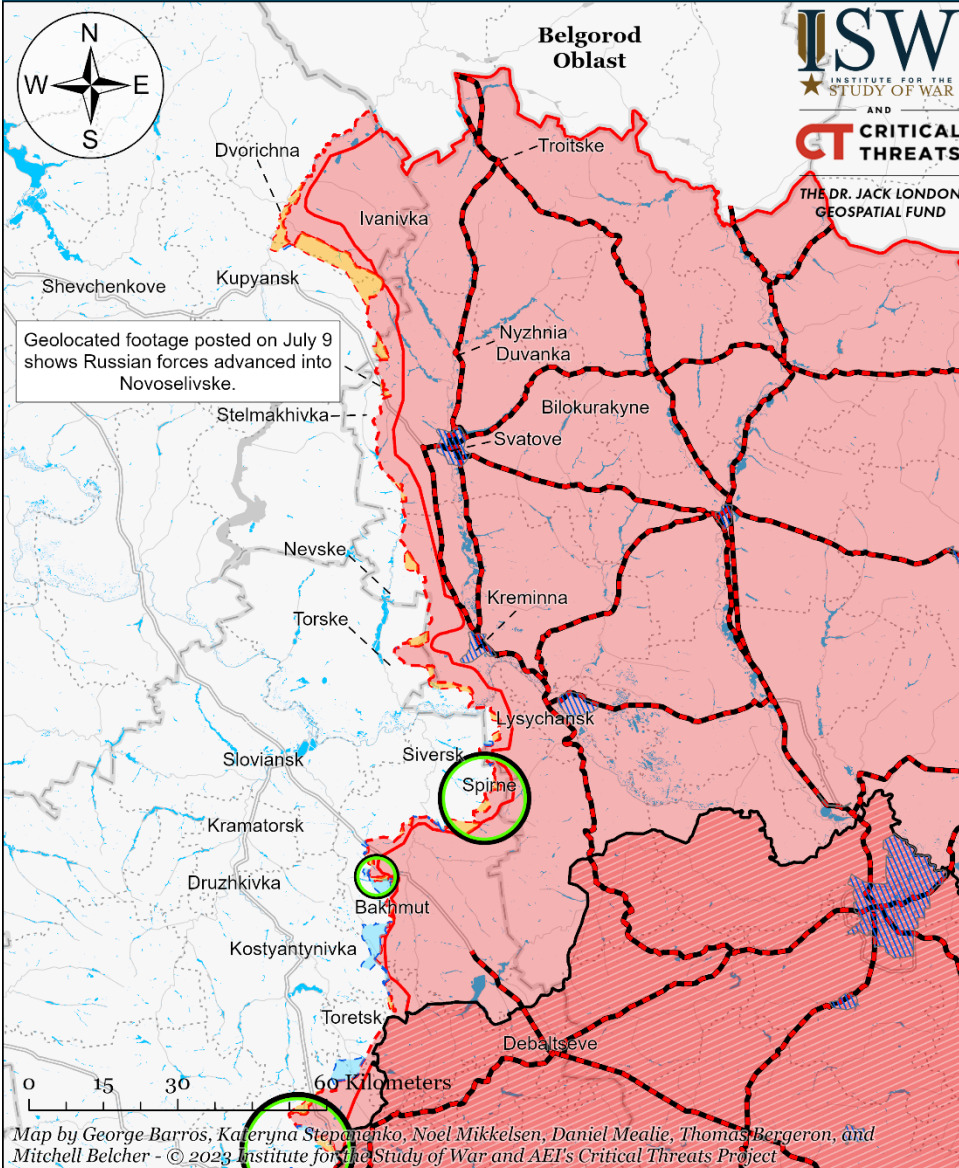 N
W E
S
Belgorod
Oblast
ISW
INSTITUTE FOR THE
STUDY OF WAR
AND
CT CRITICAL
THREATS
THE DR. JACK LONDON
GEOSPATIAL FUND
Dvorichna
Troitske
Ivanivka
Shevchenkove
Kupyansk
Geolocated footage posted on July 9
shows Russian forces advanced into
Novoselivske.
Nyzhnia
Duvanka
Stelmakhivka
Bilokurakyne
Svatove
Nevske
Kreminna
Torske
Lysychansk
Siversk
Sloviansk
Spirne
Kramatorsk
Druzhkivka
Bakhmut
Kostyantynivka
Toretsk
Debaltseve
0 15 30 60 Kilometers
Map by George Barros, Kateryna Stepanenko, Noel Mikkelsen, Daniel Mealie, Thomas Bergeron, and
Mitchell Belcher - © 2023 Institute for the Study of War and AEI's Critical Threats Project